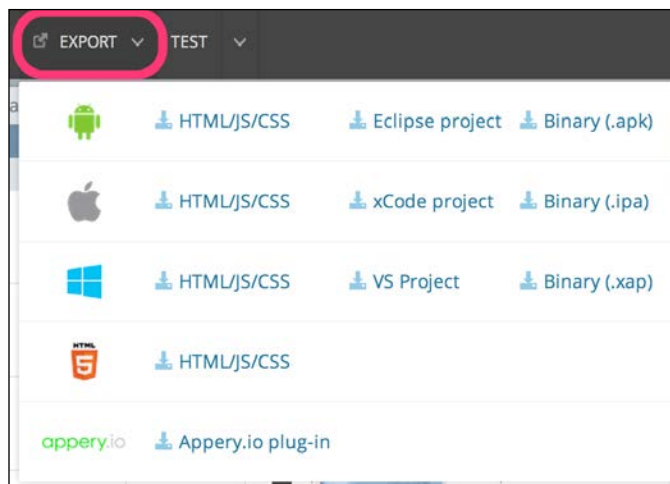 EXPORT TEST
a
HTML/JS/CSS Eclipse project Binary (.apk)
HTML/JS/CSS xCode project Binary (.ipa)
HTML/JS/CSS VS Project Binary (.xap)
HTML
5 HTML/JS/CSS
appery.io Appery.io plug-in